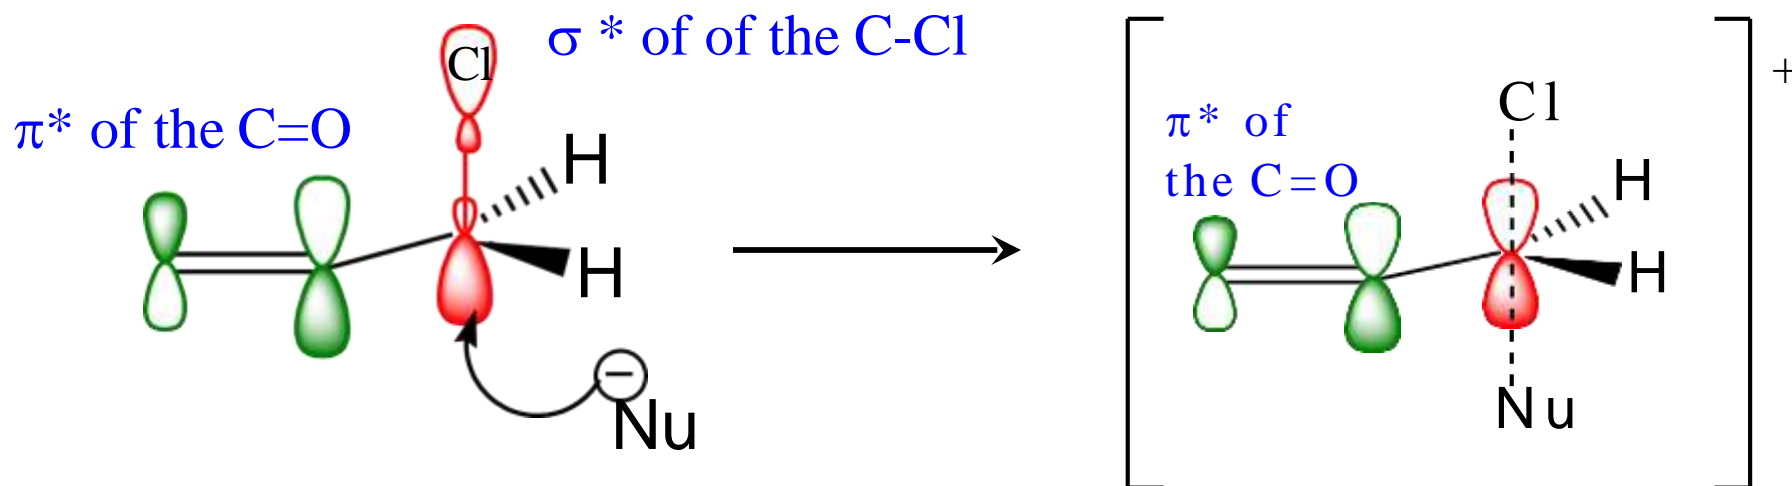 σ * of of the C-Cl
Cl
π* of the C=O
H
H
−
Nu
+
Cl
π* of
the C=O
H
H
Nu